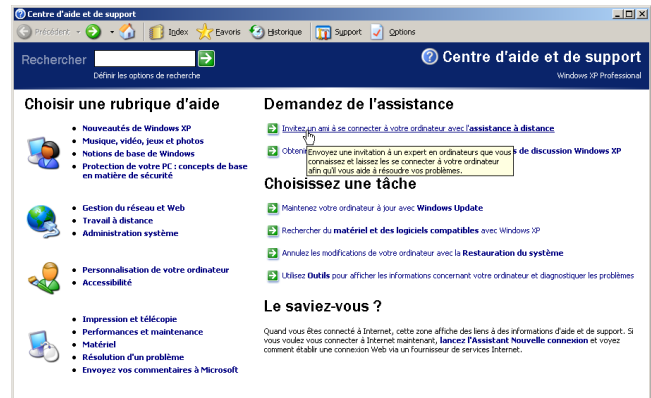 Centre d'aide et de support
Précédent
Index
Favoris
Historique
Support
Options
Rechercher
Définir les options de recherche
Centre d'aide et de support
Windows XP Professional
Choisir une rubrique d'aide
Nouveautés de Windows XP
Musique, vidéo, jeux et photos
Notions de base de Windows
Protection de votre PC : concepts de base
en matière de sécurité
Gestion du réseau et Web
Travail à distance
Administration système
Personnalisation de votre ordinateur
Accessibilité
Impression et télécopie
Performances et maintenance
Matériel
Résolution d'un problème
Envoyez vos commentaires à Microsoft
Demandez de l'assistance
Invitez un ami à se connecter à votre ordinateur avec l'assistance à distance
de discussion Windows XP
Envoyez une invitation à un expert en ordinateurs que vous
connaissez et laissez les se connecter à votre ordinateur
afin qu'il vous aide à résoudre vos problèmes.
Choisissez une tâche
Maintenez votre ordinateur à jour avec Windows Update
Rechercher du matériel et des logiciels compatibles avec Windows XP
Annulez les modifications de votre ordinateur avec la Restauration du système
Utilisez Outils pour afficher les informations concernant votre ordinateur et diagnostiquer les problèmes
Le saviez-vous ?
Quand vous êtes connecté à Internet, cette zone affiche des liens à des informations d'aide et de support. Si
vous voulez vous connecter à Internet maintenant, lancez l'Assistant Nouvelle connexion et voyez
comment établir une connexion Web via un fournisseur de services Internet.